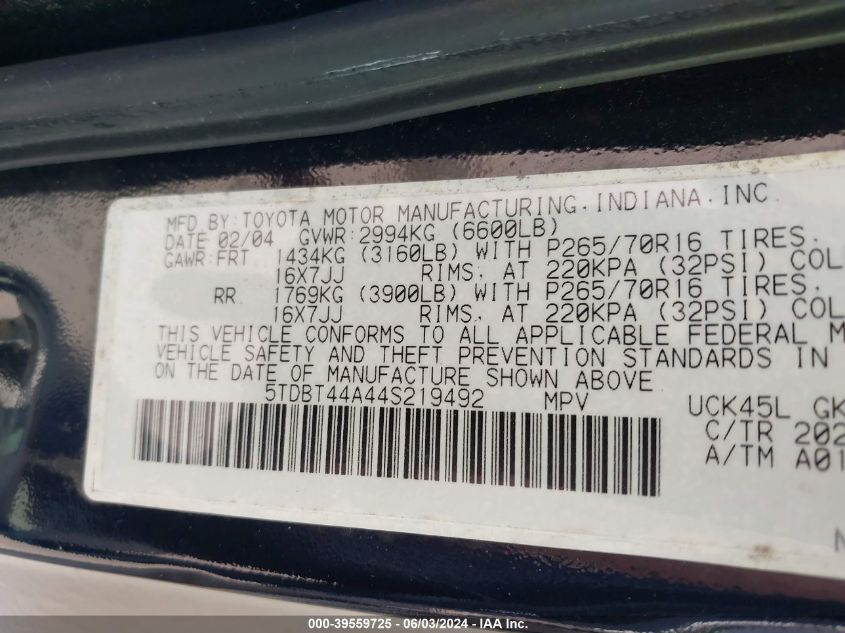 MFD BY:TOYOTA MOTOR MANUFACTURING.INDIANA.INC
DATE 02/04 GVWR:2994KG (6600LB)
GAWR:FRT 1434KG (3160LB) WITH P265/70R16 TIRES.
16X7JJ RIMS. AT 220KPA (32PSI) COL
RR 1769KG (3900LB) WITH P265/70R16 TIRES.
16X7JJ RIMS. AT 220KPA (32PSI) COL
THIS VEHICLE CONFORMS TO ALL APPLICABLE FEDERAL M
VEHICLE SAFETY AND THEFT PREVENTION STANDARDS IN
ON THE DATE OF MANUFACTURE SHOWN ABOVE
5TDBT44A44S219492 MPV UCK45L GK
C/TR 202
A/TM A01
N
000-39559725 - 06/03/2024 - IAA Inc.